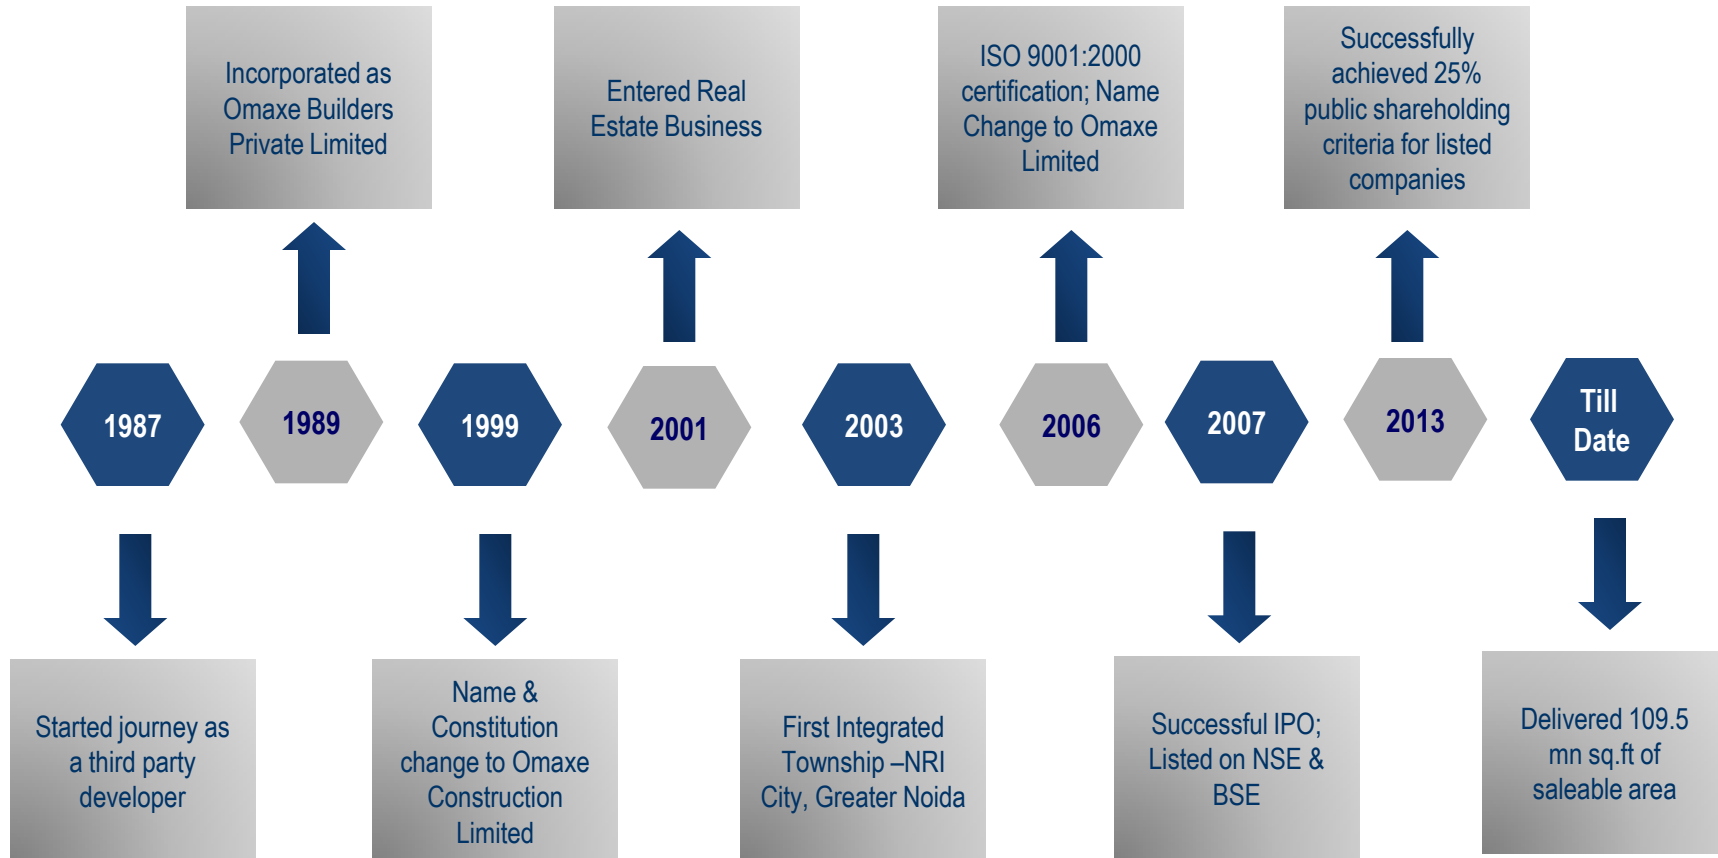 Incorporated as
Omaxe Builders
Private Limited
Entered Real
Estate Business
ISO 9001:2000
certification; Name
Change to Omaxe
Limited
Successfully
achieved 25%
public shareholding
criteria for listed
companies
1987
1989
1999
2001
2003
2006
2007
2013
Till
Date
Started journey as
a third party
developer
Name &
Constitution
change to Omaxe
Construction
Limited
First Integrated
Township –NRI
City, Greater Noida
Successful IPO;
Listed on NSE &
BSE
Delivered 109.5
mn sq.ft of
saleable area